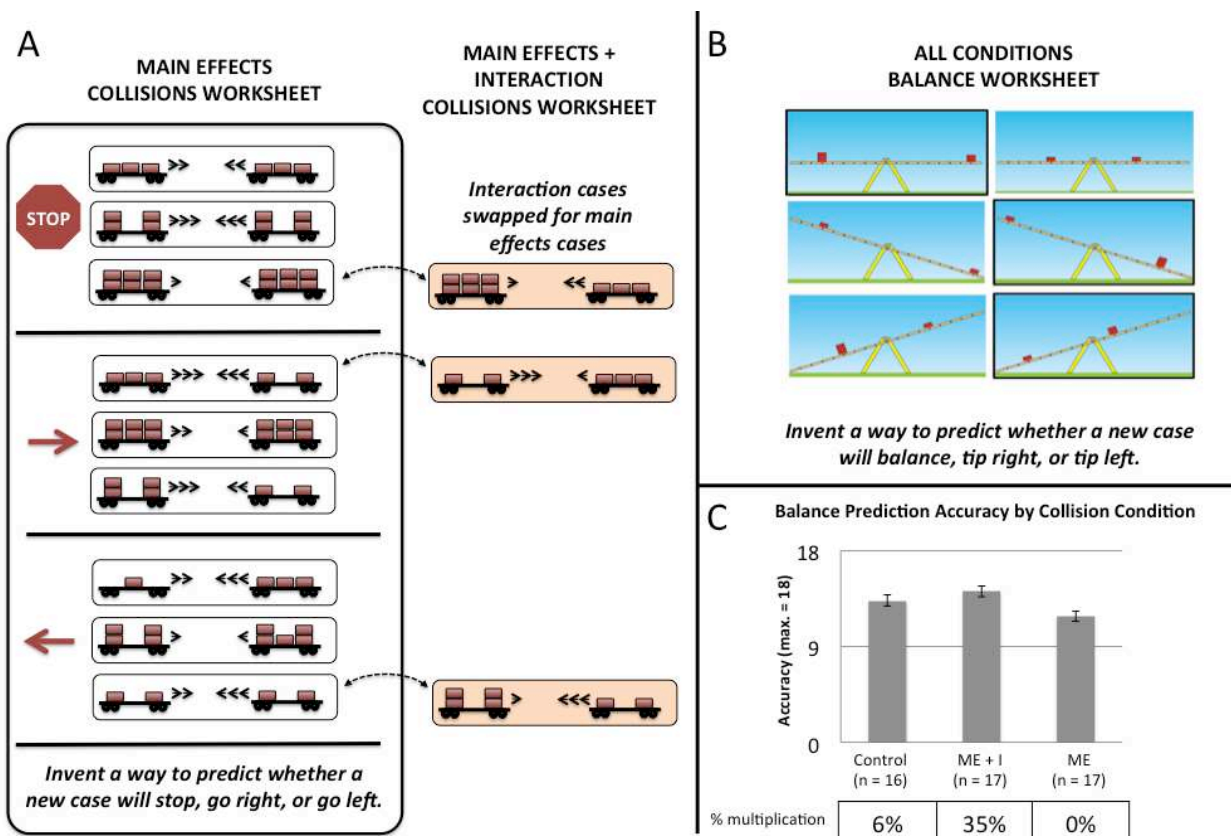 A
MAIN EFFECTS
COLLISIONS WORKSHEET
MAIN EFFECTS +
INTERACTION
COLLISIONS WORKSHEET
STOP
Interaction cases
swapped for main
effects cases
Invent a way to predict whether a
new case will stop, go right, or go left.
B
ALL CONDITIONS
BALANCE WORKSHEET
Invent a way to predict whether a new case
will balance, tip right, or tip left.
C
Balance Prediction Accuracy by Collision Condition
Accuracy (max. = 18)
18
9
0
Control ME + I ME
(n = 16) (n = 17) (n = 17)
% multiplication 6% 35% 0%